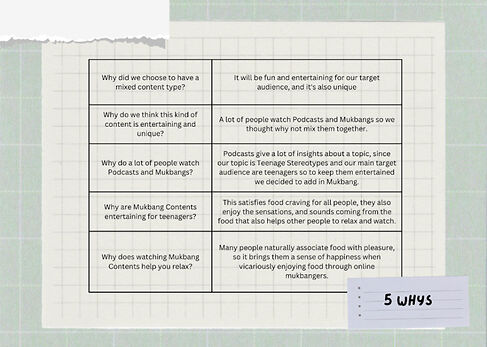 Why did we choose to have a
mixed content type?
It will be fun and entertaining for our target
audience, and it's also unique
Why do we think this kind of
content is entertaining and
unique?
A lot of people watch Podcasts and Mukbangs so we
thought why not mix them together.
Why do a lot of people watch
Podcasts and Mukbangs?
Podcasts give a lot of insights about a topic, since
our topic is Teenage Stereotypes and our main target
audience are teenagers so to keep them entertained
we decided to add in Mukbang.
Why are Mukbang Contents
entertaining for teenagers?
This satisfies food craving for all people, they also
enjoy the sensations, and sounds coming from the
food that also helps other people to relax and watch.
Why does watching Mukbang
Contents help you relax?
Many people naturally associate food with pleasure,
so it brings them a sense of happiness when
vicariously enjoying food through online
mukbangers.
5 WHYS